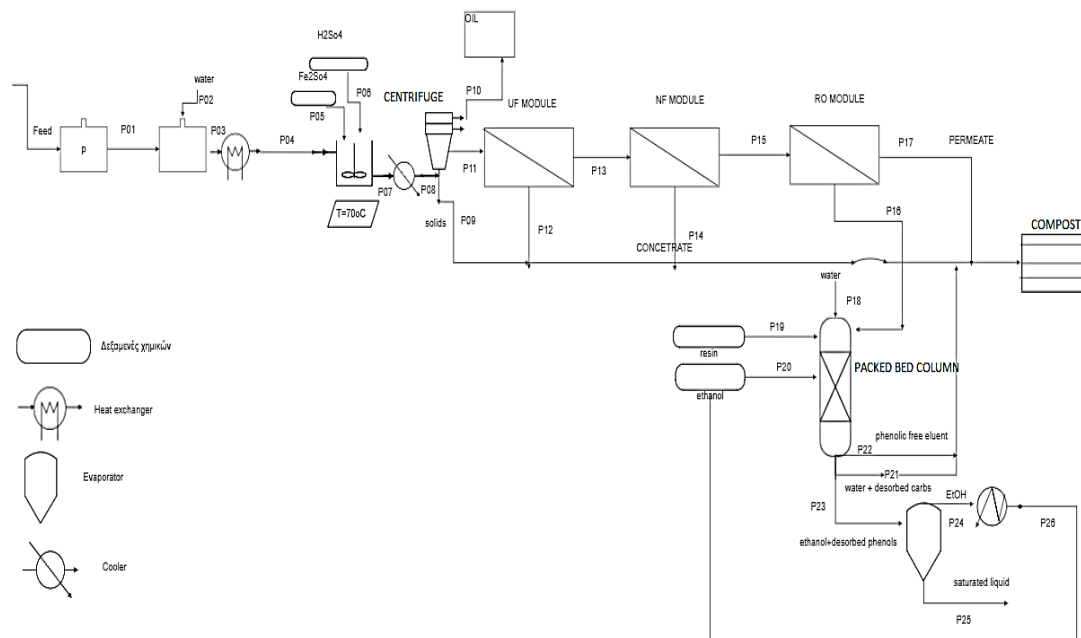 H2So4
OIL
Fe2So4
CENTRIFUGE
P10
UF MODULE
NF MODULE
RO MODULE
water
P02
P06
P05
Feed
P01
P03
P04
p
P15
P17
PERMEATE
P11
P13
P07
P08
T=70oC
solids
P09
P12
P14
P16
CONCETRATE
COMPOST
water
P18
P19
resin
P20
ethanol
PACKED BED COLUMN
phenolic free eluent
P22
P21
water + desorbed carbs
P23
EtOH
P24
P26
ethanol+desorbed phenols
saturated liquid
P25
Δεξαμενές χημικών
Heat exchanger
Evaporator
Cooler